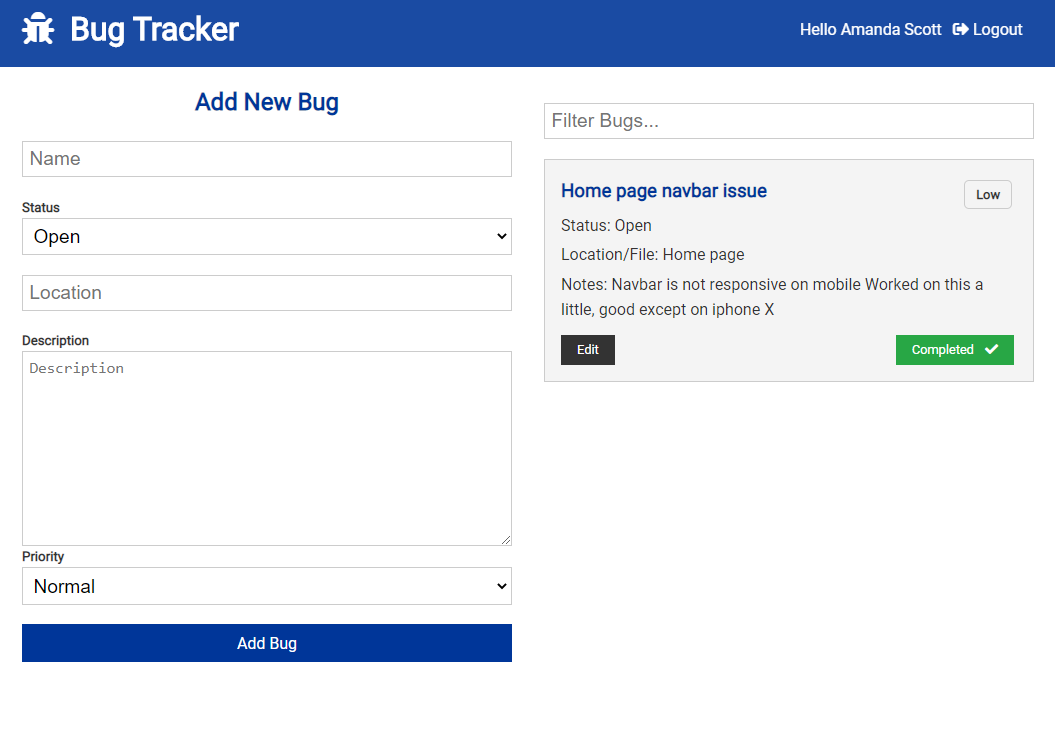 Bug Tracker
Hello Amanda Scott Logout
Add New Bug
Name
Status
Open
Location
Description
Description
Priority
Normal
Add Bug
Filter Bugs...
Home page navbar issue
Low
Status: Open
Location/File: Home page
Notes: Navbar is not responsive on mobile Worked on this a
little, good except on iphone X
Edit
Completed